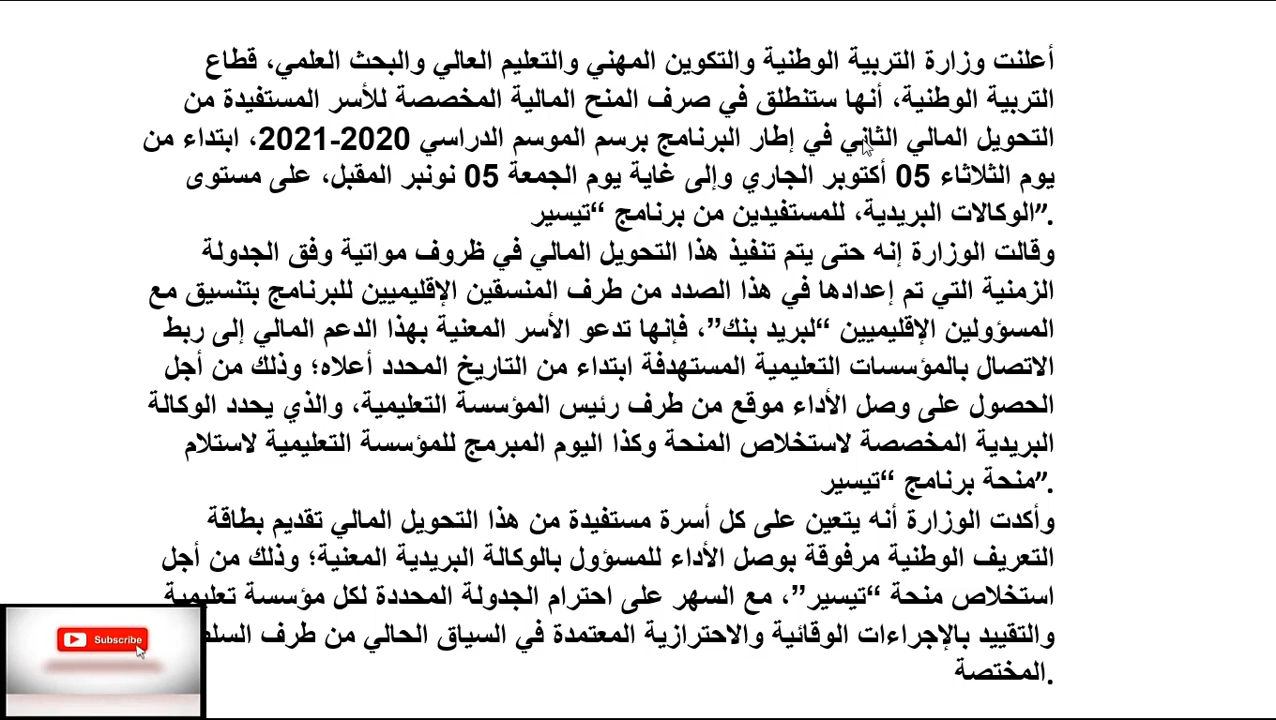 أعلنت وزارة التربية الوطنية والتكوين المهني والتعليم العالي والبحث العلمي، قطاع
التربية الوطنية، أنها ستنطلق في صرف المنح المالية المخصصة للأسر المستفيدة من
التحويل المالي الثاني في إطار البرنامج برسم الموسم الدراسي 2020-2021، ابتداء من
يوم الثلاثاء 05 أكتوبر الجاري وإلى غاية يوم الجمعة 05 نونبر المقبل، على مستوى
.”الوكالات البريدية، للمستفيدين من برنامج “تيسير
وقالت الوزارة إنه حتى يتم تنفيذ هذا التحويل المالي في ظروف مواتية وفق الجدولة
الزمنية التي تم إعدادها في هذا الصدد من طرف المنسقين الإقليميين للبرنامج بتنسيق مع
المسؤولين الإقليميين “لبريد بنك”، فإنها تدعو الأسر المعنية بهذا الدعم المالي إلى ربط
الاتصال بالمؤسسات التعليمية المستهدفة ابتداء من التاريخ المحدد أعلاه؛ وذلك من أجل
الحصول على وصل الأداء موقع من طرف رئيس المؤسسة التعليمية، والذي يحدد الوكالة
البريدية المخصصة لاستخلاص المنحة وكذا اليوم المبرمج للمؤسسة التعليمية لاستلام
.”منحة برنامج “تيسير
وأكدت الوزارة أنه يتعين على كل أسرة مستفيدة من هذا التحويل المالي تقديم بطاقة
التعريف الوطنية مرفوقة بوصل الأداء للمسؤول بالوكالة البريدية المعنية؛ وذلك من أجل
استخلاص منحة “تيسير”، مع السهر على احترام الجدولة المحددة لكل مؤسسة تعليمية
والتقييد بالإجراءات الوقائية والاحترازية المعتمدة في السياق الحالي من طرف
.المختصة
Subscribe